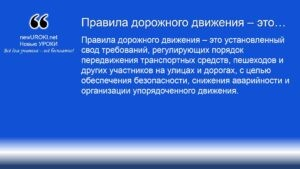 Правила дорожного движения – это…
newUROKI.net
Новые УРОКИ
Всё для учителя – всё бесплатно!
Правила дорожного движения – это установленный
свод требований, регулирующих порядок
передвижения транспортных средств, пешеходов и
других участников на улицах и дорогах, с целью
обеспечения безопасности, снижения аварийности
и организации упорядоченного движения.